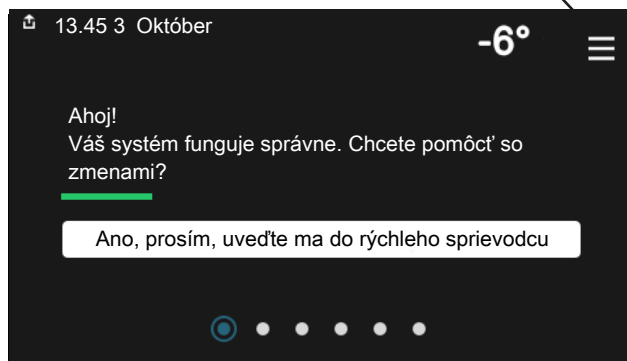 13.45 3 Október
-6°
Ahoj!
Váš systém funguje správne. Chcete pomôcť so
zmenami?
Ano, prosím, uveďte ma do rýchleho sprievodcu